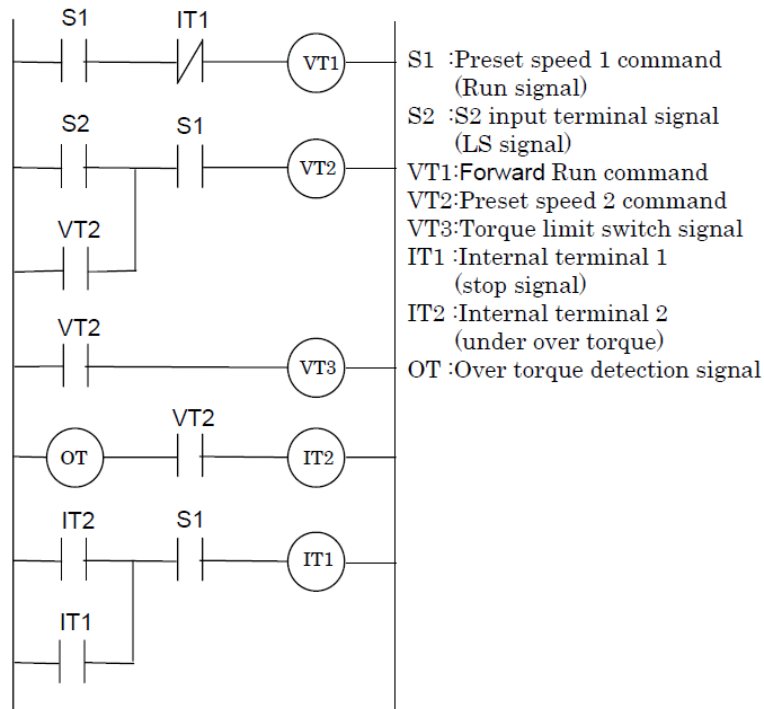 S1 IT1
VT1
S2 S1
VT2
VT2
VT2
VT3
VT2
OT IT2
IT2 S1
IT1
IT1
S1 :Preset speed 1 command
(Run signal)
S2 :S2 input terminal signal
(LS signal)
VT1:Forward Run command
VT2:Preset speed 2 command
VT3:Torque limit switch signal
IT1 :Internal terminal 1
(stop signal)
IT2 :Internal terminal 2
(under over torque)
OT :Over torque detection signal